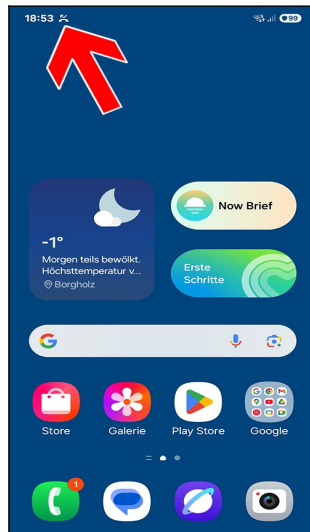 18:53
99
Now Brief
-1°
Morgen teils bewölkt.
Höchsttemperatur v...
Borgholz
Erste
Schritte
G
Store
Galerie
Play Store
Google
1